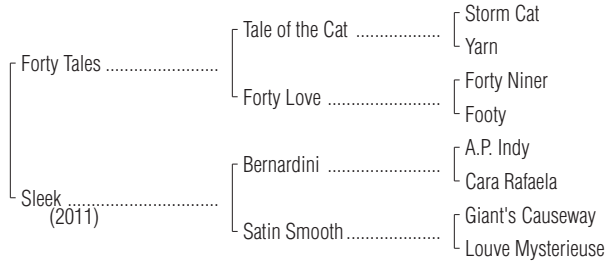 Storm Cat
Tale of the Cat ..................
Yarn
Forty Tales ........................
Forty Niner
Forty Love ........................
Footy
A.P. Indy
Bernardini ........................
Cara Rafaela
Sleek ................................
(2011)
Giant's Causeway
Satin Smooth ....................
Louve Mysterieuse